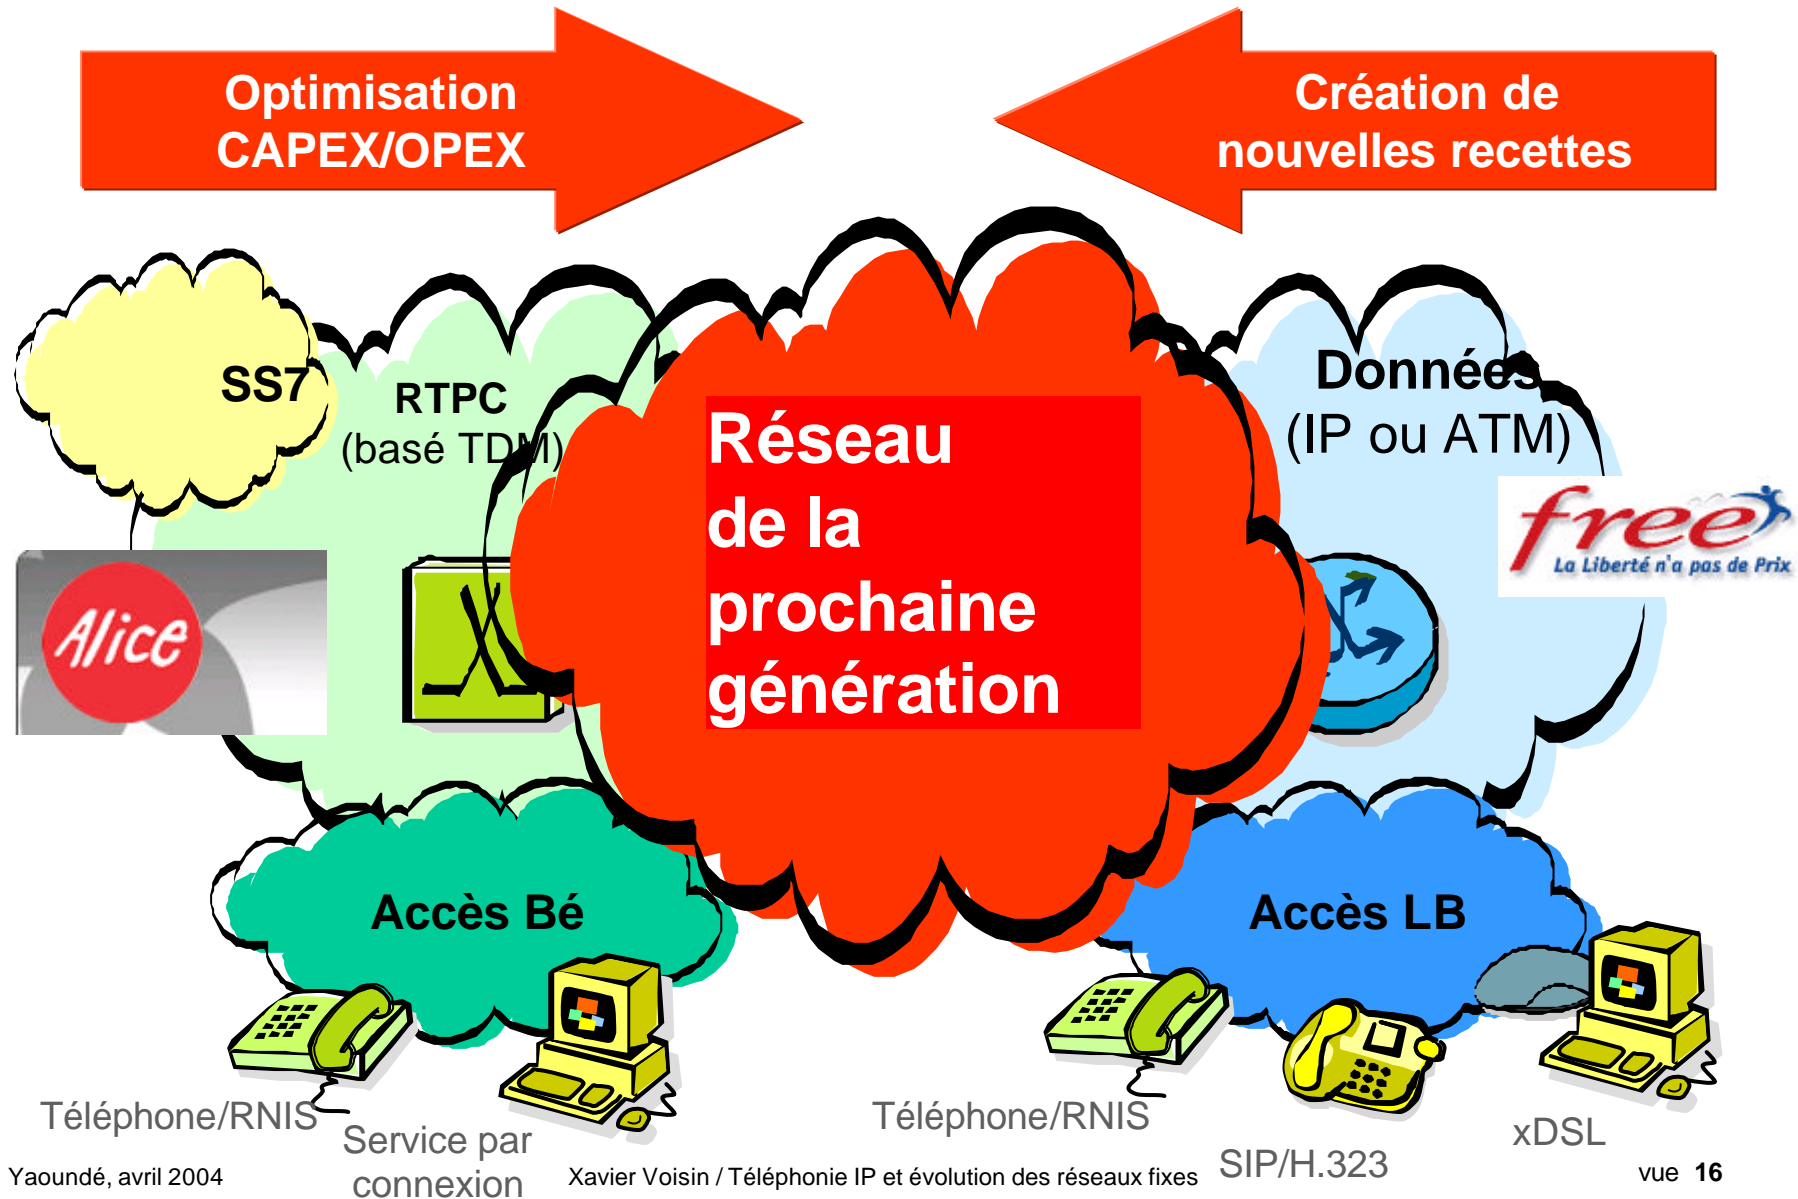 Optimisation
CAPEX/OPEX
Création de
nouvelles recettes
SS7
RTPC
(basé TDM)
Réseau
de la
prochaine
génération
Données
(IP ou ATM)
free
La Liberté n'a pas de Prix
Alice
Accès Bé
Accès LB
Téléphone/RNIS
Service par
connexion
Téléphone/RNIS
SIP/H.323
xDSL
Yaoundé, avril 2004
Xavier Voisin / Téléphonie IP et évolution des réseaux fixes
vue 16